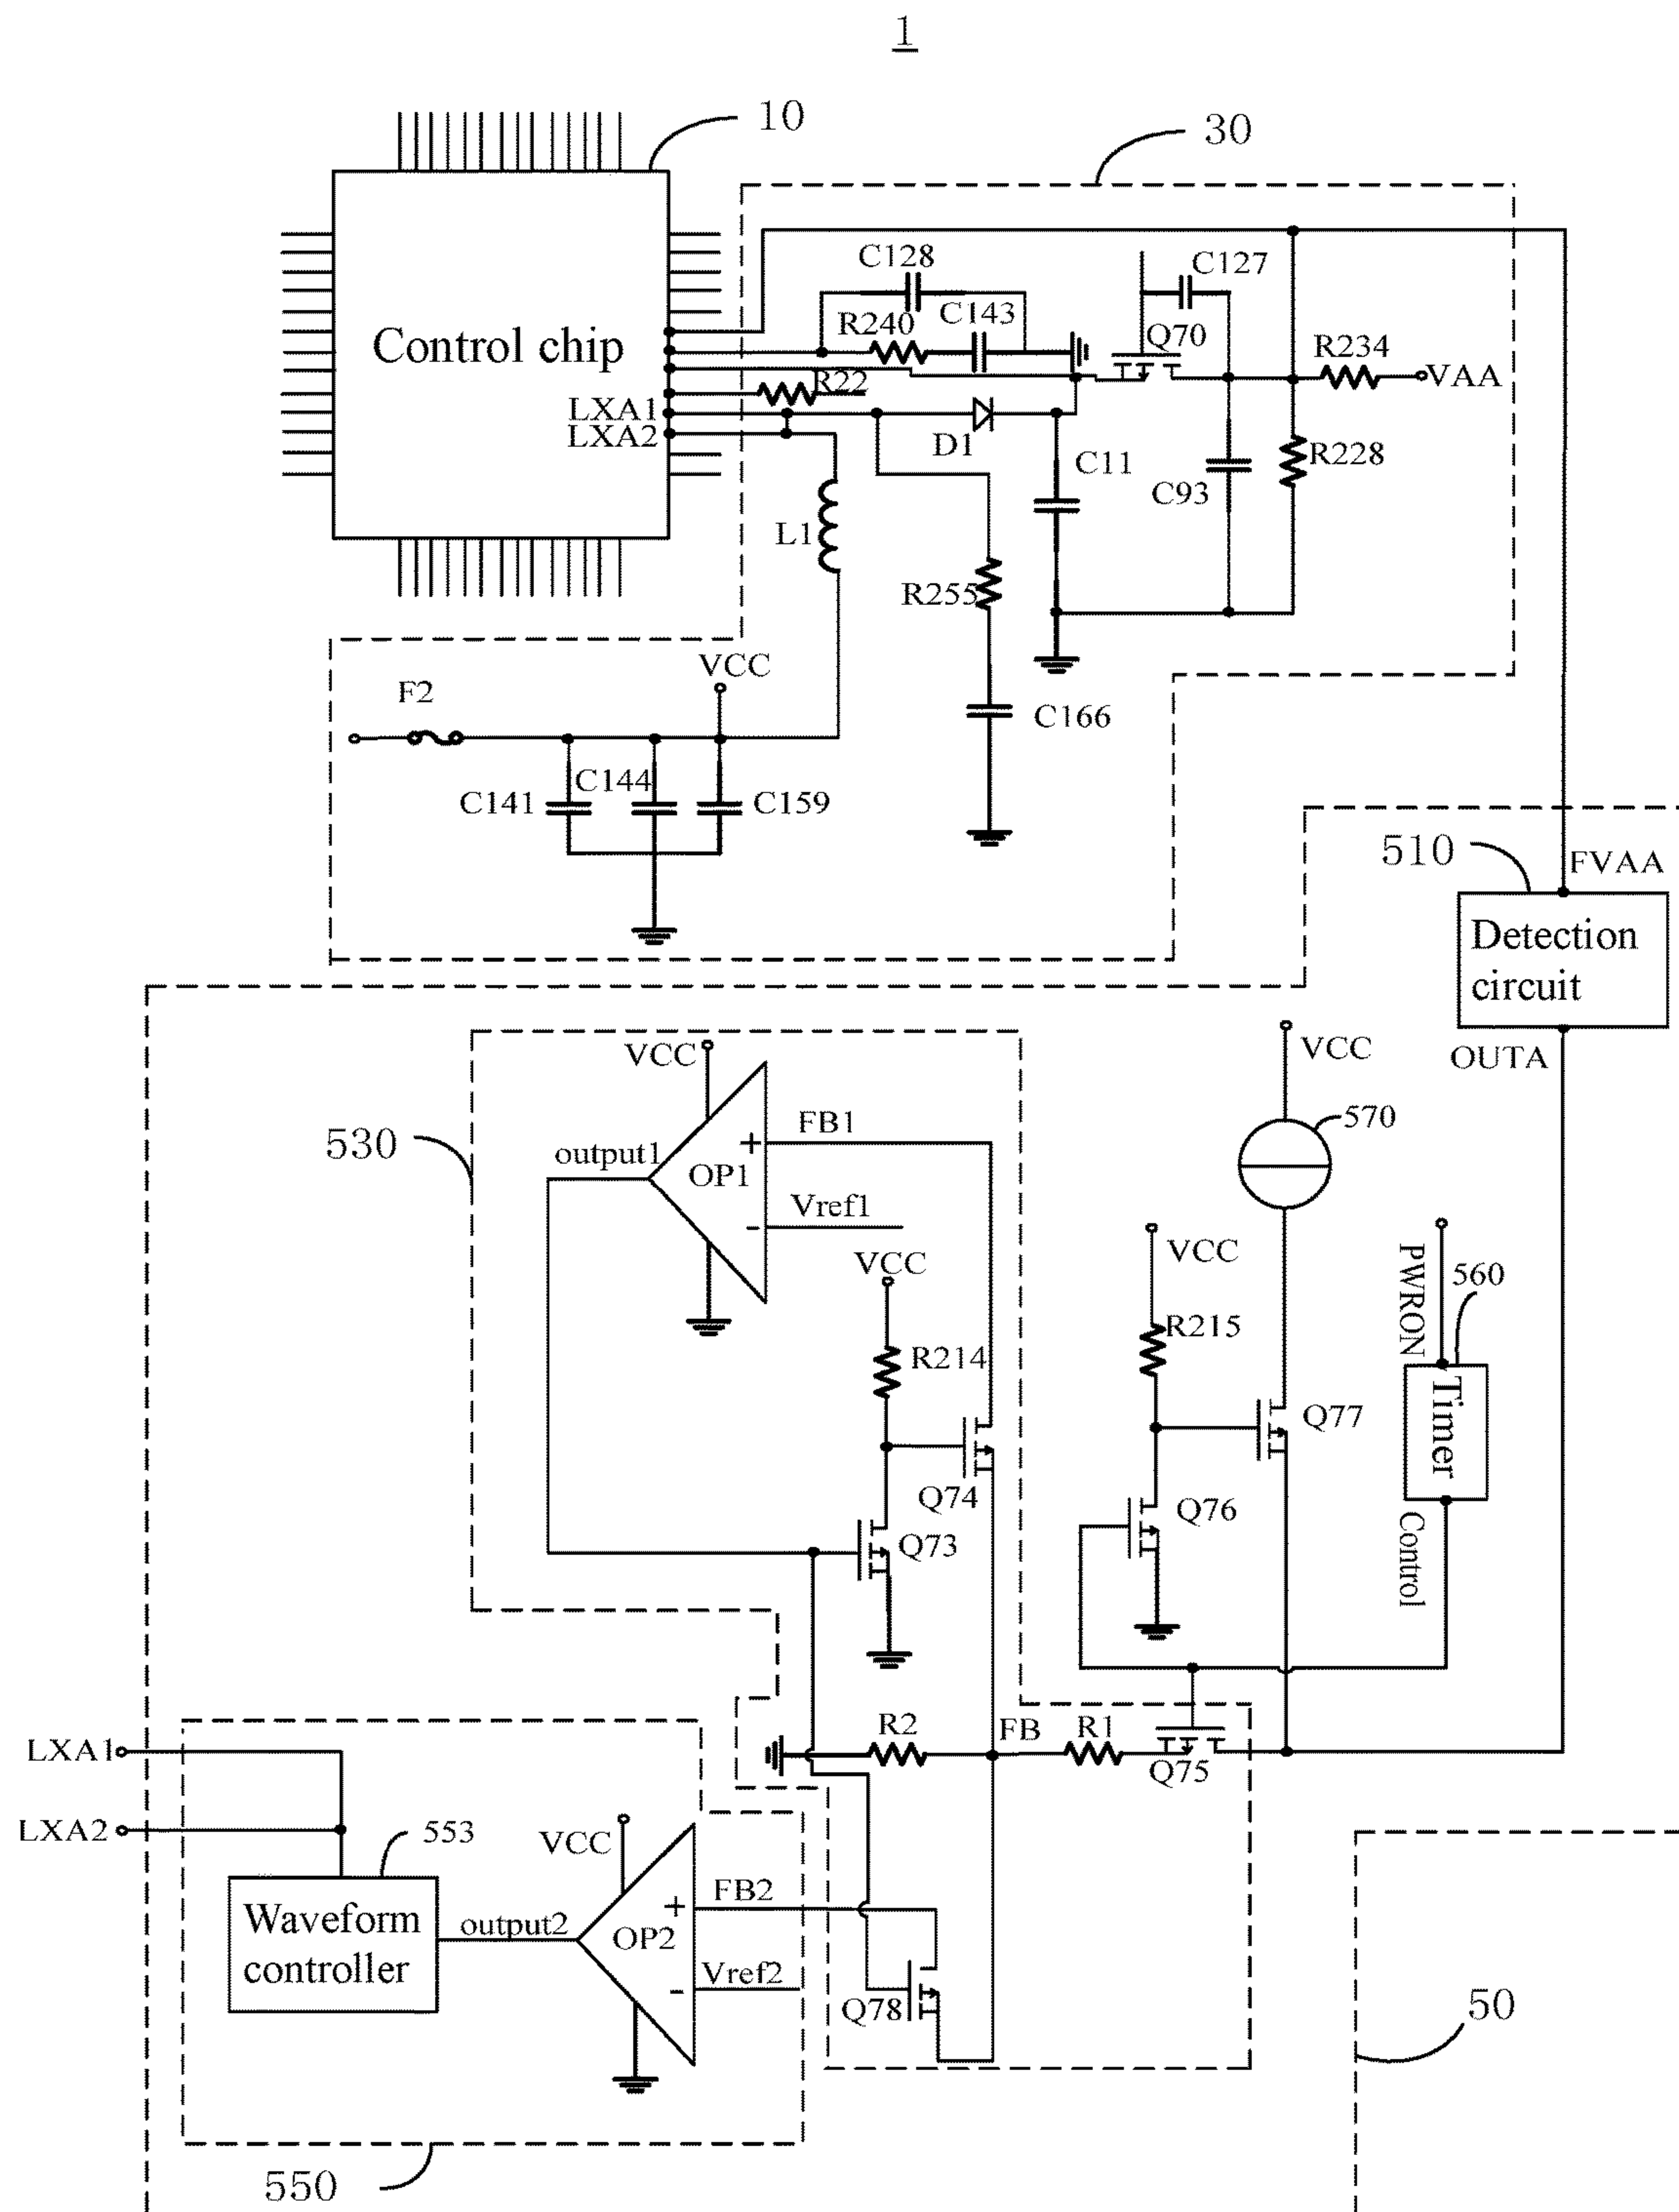 1
10
30
Control chip
C128
C127
R240
C143
Q70
R234
VAA
R22
LXA1
LXA2
D1
C11
C93
R228
L1
R255
C166
VCC
F2
C141
C144
C159
510
FVAA
Detection
circuit
OUTA
VCC
VCC
570
530
output1
+
FB1
OP1
-
Vref1
VCC
VCC
PWRON
560
R214
R215
Q77
Timer
Q74
Q76
Q73
Control
R2
FB
R1
Q75
LXA1
LXA2
553
VCC
Waveform
controller
output2
+
FB2
OP2
-
Vref2
Q78
50
550